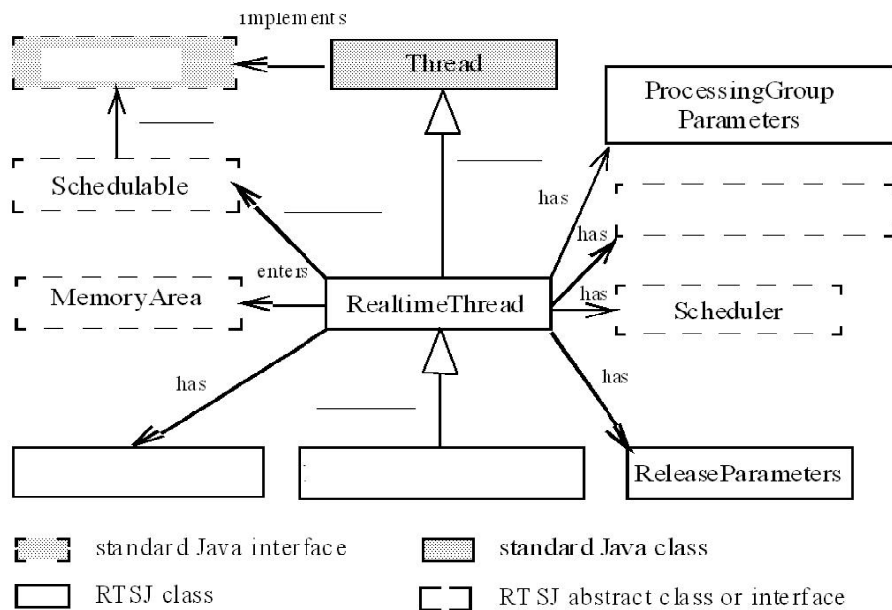 implements
Thread
ProcessingGroup
Parameters
Schedulable
has
has
enters
MemoryArea
RealtimeThread
has
Scheduler
has
has
ReleaseParameters
standard Java interface
standard Java class
RTSJ class
RTSJ abstract class or interface